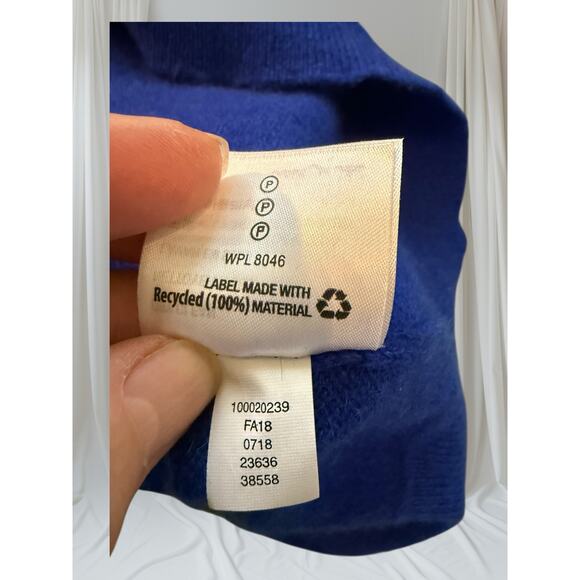 P
P
P
WPL 8046
LABEL MADE WITH
Recycled (100%) MATERIAL
100020239
FA18
0718
23636
38558